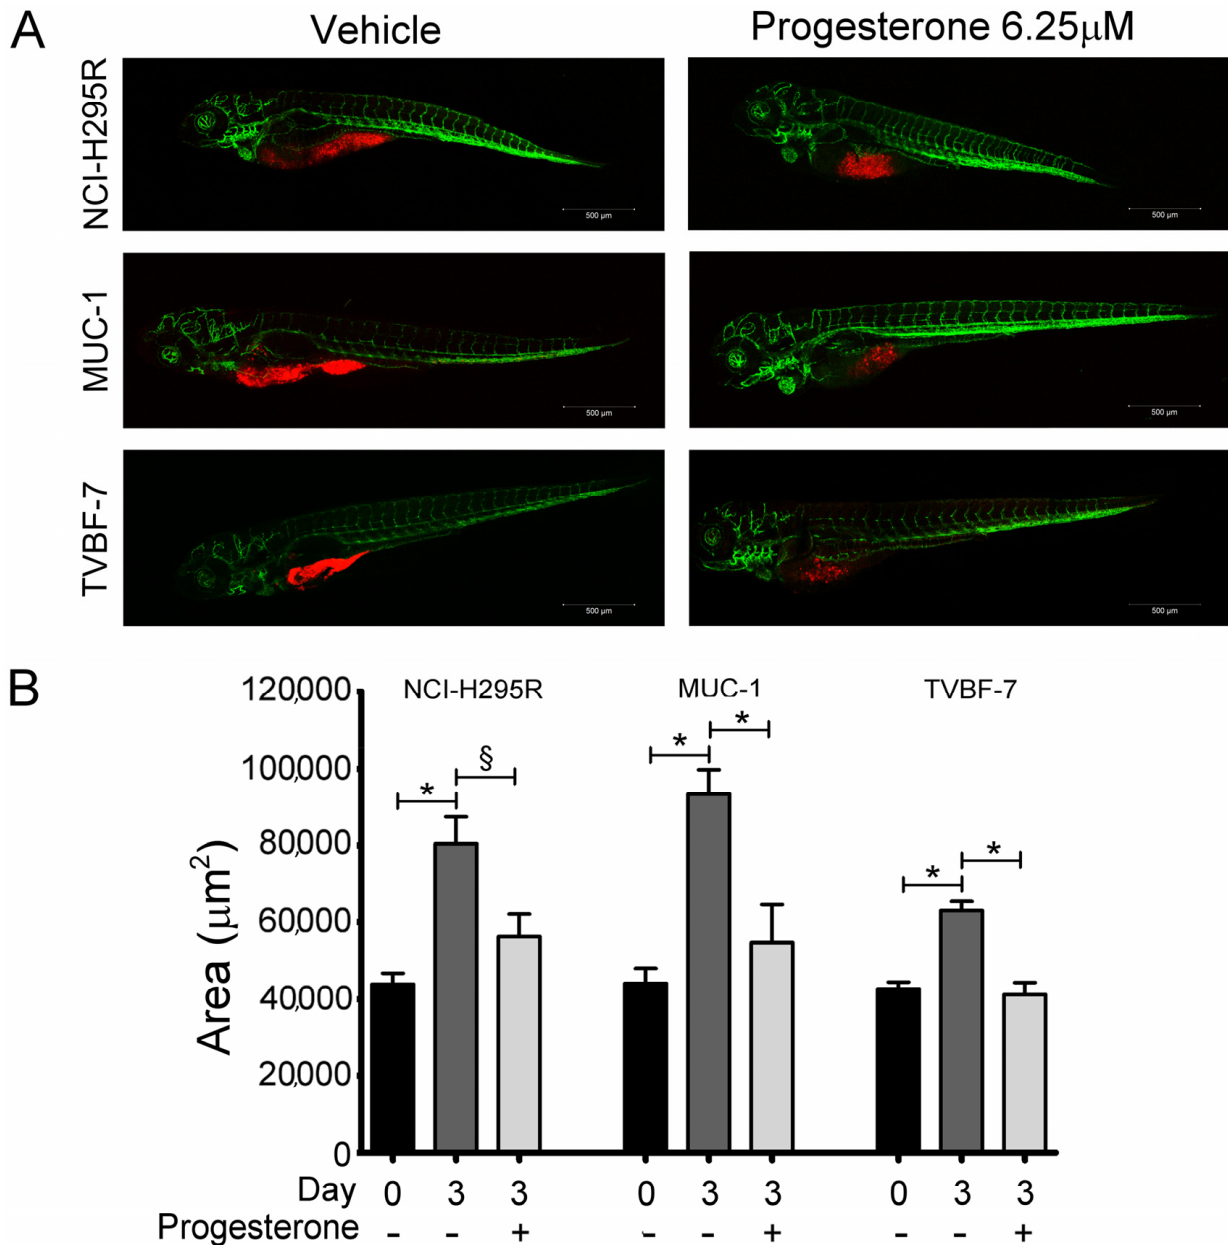 A
Vehicle
Progesterone 6.25μM
NCI-H295R
500 μm
500 μm
MUC-1
500 μm
500 μm
TVBF-7
500 μm
500 μm
B
NCI-H295R MUC-1 TVBF-7
Area (μm²)
120,000
100,000
80,000
60,000
40,000
20,000
0
* § * * * *
Day 0 3 3 0 3 3 0 3 3
Progesterone - - + - - + - - +